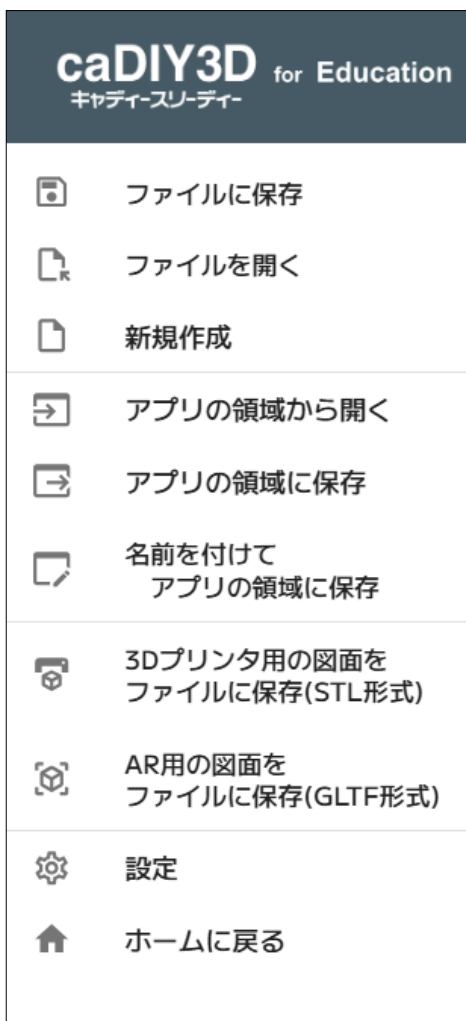 caDIY3D for Education
キャディースリーディー
ファイルに保存
ファイルを開く
新規作成
アプリの領域から開く
アプリの領域に保存
名前を付けて
アプリの領域に保存
3Dプリンタ用の図面を
ファイルに保存(STL形式)
AR用の図面を
ファイルに保存(GLTF形式)
設定
ホームに戻る